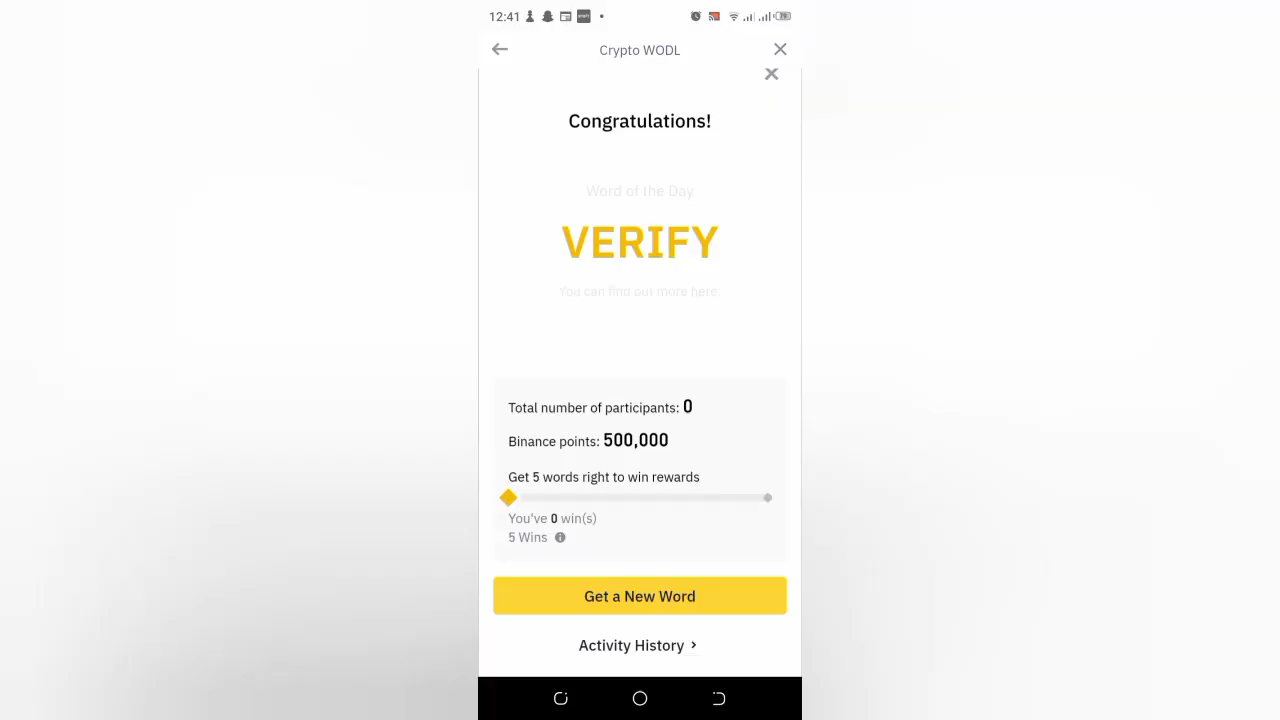 12:41
Crypto WODL
Congratulations!
Word of the Day
VERIFY
You can find out more here:
Total number of participants: 0
Binance points: 500,000
Get 5 words right to win rewards
You've 0 win(s)
5 Wins
Get a New Word
Activity History